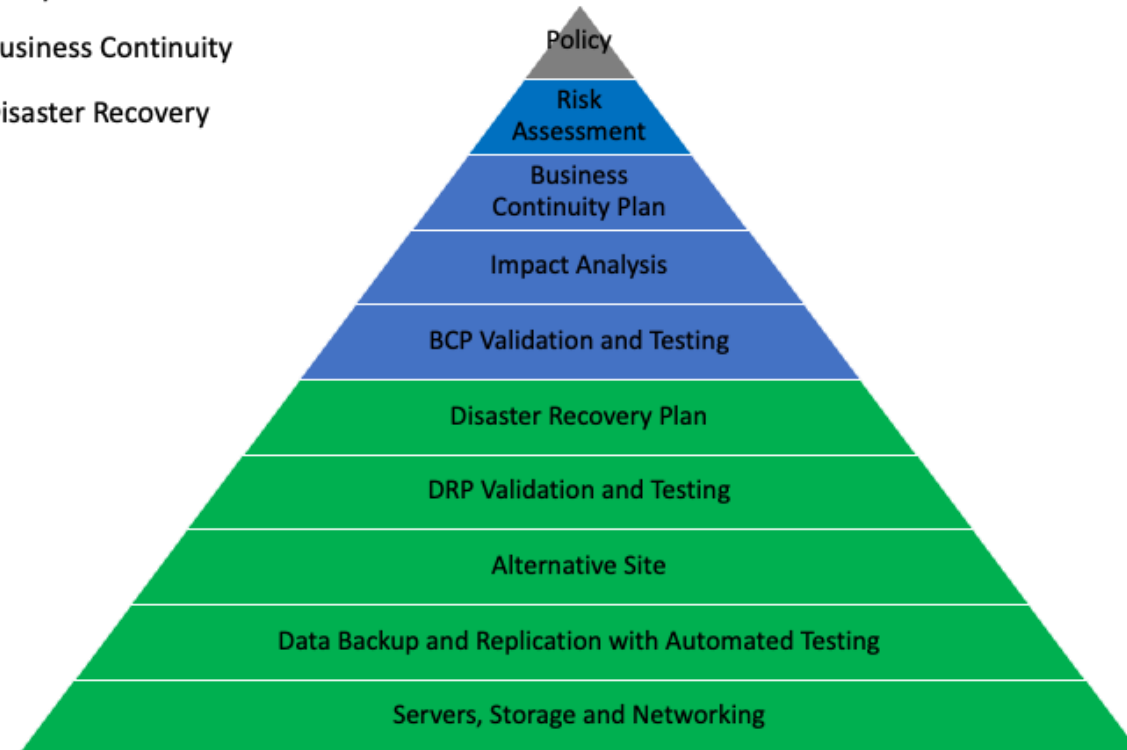 usiness Continuity
isaster Recovery
Policy
Risk
Assessment
Business
Continuity Plan
Impact Analysis
BCP Validation and Testing
Disaster Recovery Plan
DRP Validation and Testing
Alternative Site
Data Backup and Replication with Automated Testing
Servers, Storage and Networking